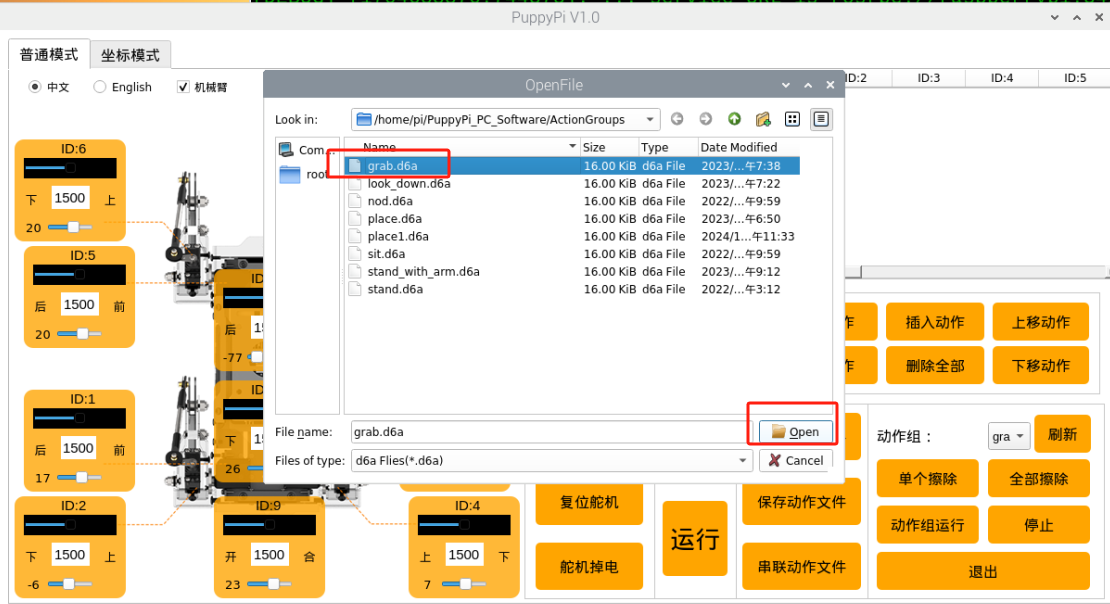 PuppyPi V1.0
普通模式 坐标模式
中文 English 机械臂
OpenFile
ID:2 ID:3 ID:4 ID:5
Look in: /home/pi/PuppyPi_PC_Software/ActionGroups
Com...
root
Name Size Type Date Modified
grab.d6a 16.00 KiB d6a File 2023/...午7:38
look_down.d6a 16.00 KiB d6a File 2023/...午7:22
nod.d6a 16.00 KiB d6a File 2022/...午9:59
place.d6a 16.00 KiB d6a File 2023/...午6:50
place1.d6a 16.00 KiB d6a File 2024/1...午11:33
sit.d6a 16.00 KiB d6a File 2022/...午9:59
stand_with_arm.d6a 16.00 KiB d6a File 2023/...午9:12
stand.d6a 16.00 KiB d6a File 2022/...午3:12
File name: grab.d6a Open
Files of type: d6a Flies(*.d6a) Cancel
ID:6
下 1500 上
20
ID:5
后 1500 前
20
ID
后 15
-77
ID:1
后 1500 前
17
ID
下 15
26
ID:2
下 1500 上
-6
ID:9
开 1500 合
23
ID:4
上 1500 下
7
作 插入动作 上移动作
作 删除全部 下移动作
动作组: gra 刷新
单个擦除 全部擦除
复位舵机 运行 保存动作文件 动作组运行 停止
舵机掉电 串联动作文件 退出